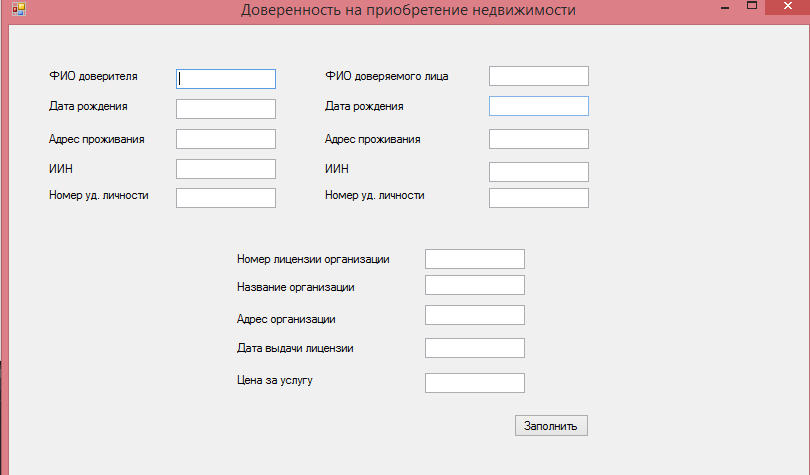 Доверенность на приобретение недвижимости
ФИО доверителя
Дата рождения
Адрес проживания
ИИН
Номер уд. личности
ФИО доверяемого лица
Дата рождения
Адрес проживания
ИИН
Номер уд. личности
Номер лицензии организации
Название организации
Адрес организации
Дата выдачи лицензии
Цена за услугу
Заполнить